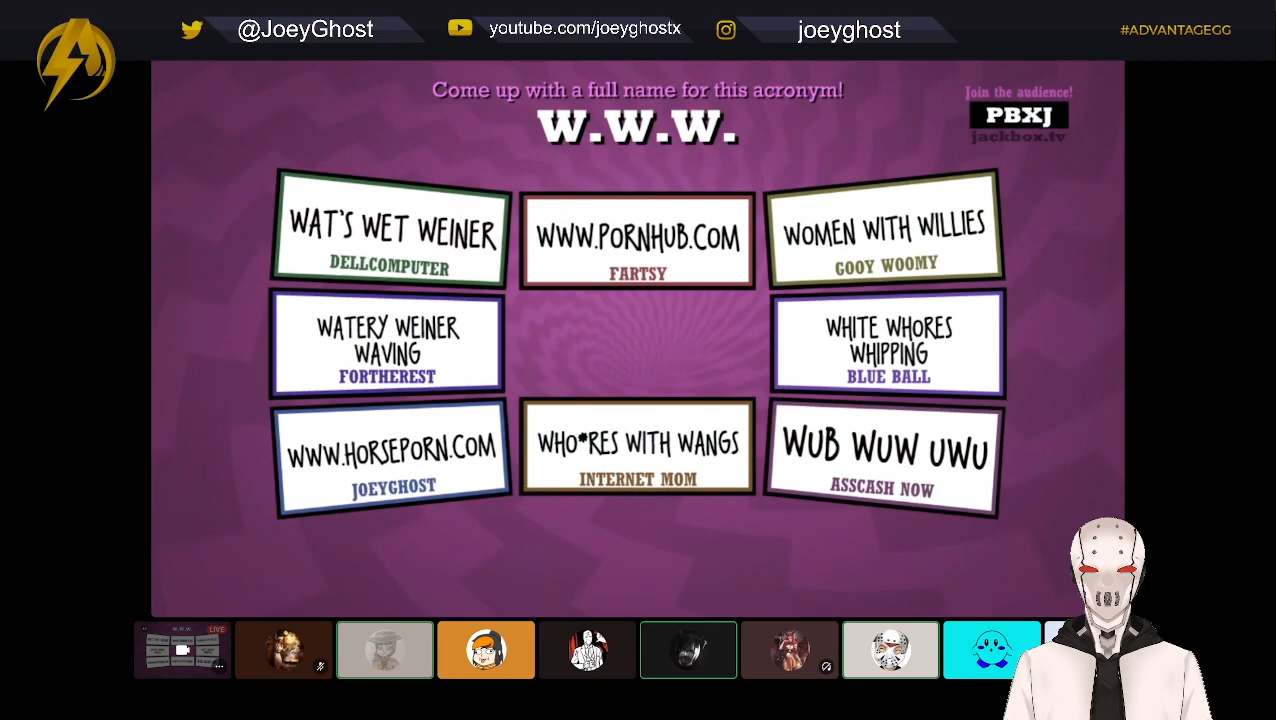 @JoeyGhost
youtube.com/joeyghostx
joeyghost
#ADVANTAGEGG
Come up with a full name for this acronym!
W.W.W.
Join the audience!
PBXJ
jackbox.tv
WAT'S WET WEINER
DELLCOMPUTER
WWW.PORNHUB.COM
FARTSY
WOMEN WITH WILLIES
GOOY WOOMY
WATERY WEINER
WAVING
FORTHEREST
WHITE WHORES
WHIPPING
BLUE BALL
WWW.HORSEPORN.COM
JOEYGHOST
WHO*RES WITH WANGS
INTERNET MOM
WUB WUW UWU
ASSCASH NOW
LIVE